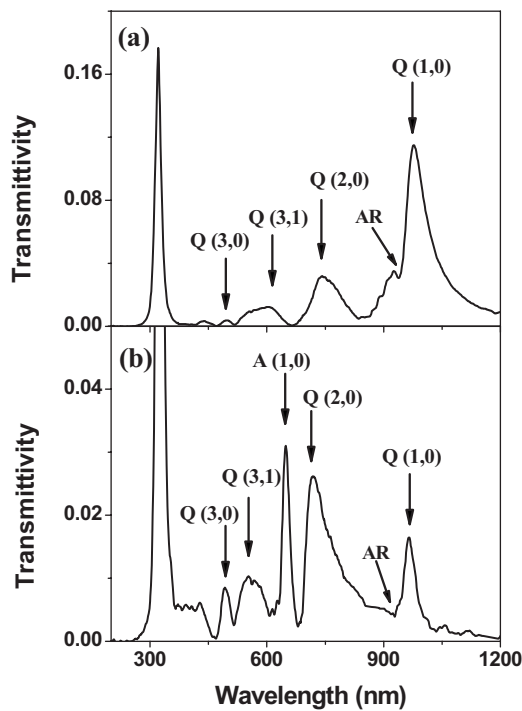 (a)
0.16
0.08
0.00
Transmittivity
Q (1,0)
Q (2,0)
AR
Q (3,1)
Q (3,0)
(b)
0.04
0.02
0.00
Transmittivity
A (1,0)
Q (2,0)
Q (1,0)
Q (3,1)
Q (3,0)
AR
300 600 900 1200
Wavelength (nm)